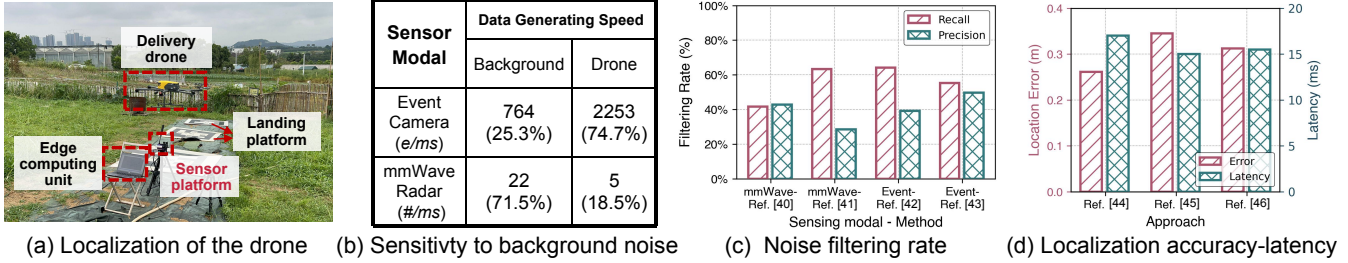 Delivery
drone
Landing
platform
Edge
computing
unit
Sensor
platform
(a) Localization of the drone
Sensor
Modal
Data Generating Speed
Background
Drone
Event
Camera
(e/ms)
764
(25.3%)
2253
(74.7%)
mmWave
Radar
(#/ms)
22
(71.5%)
5
(18.5%)
(b) Sensitivty to background noise
Filtering Rate (%)
100%
80%
60%
40%
20%
0%
Recall
Precision
mmWave-
Ref. [40]
mmWave-
Ref. [41]
Event-
Ref. [42]
Event-
Ref. [43]
Sensing modal - Method
(c) Noise filtering rate
Location Error (m)
0.4
0.3
0.2
0.1
0.0
Error
Latency
20
15
10
5
0
Latency (ms)
Ref. [44]
Ref. [45]
Ref. [46]
Approach
(d) Localization accuracy-latency